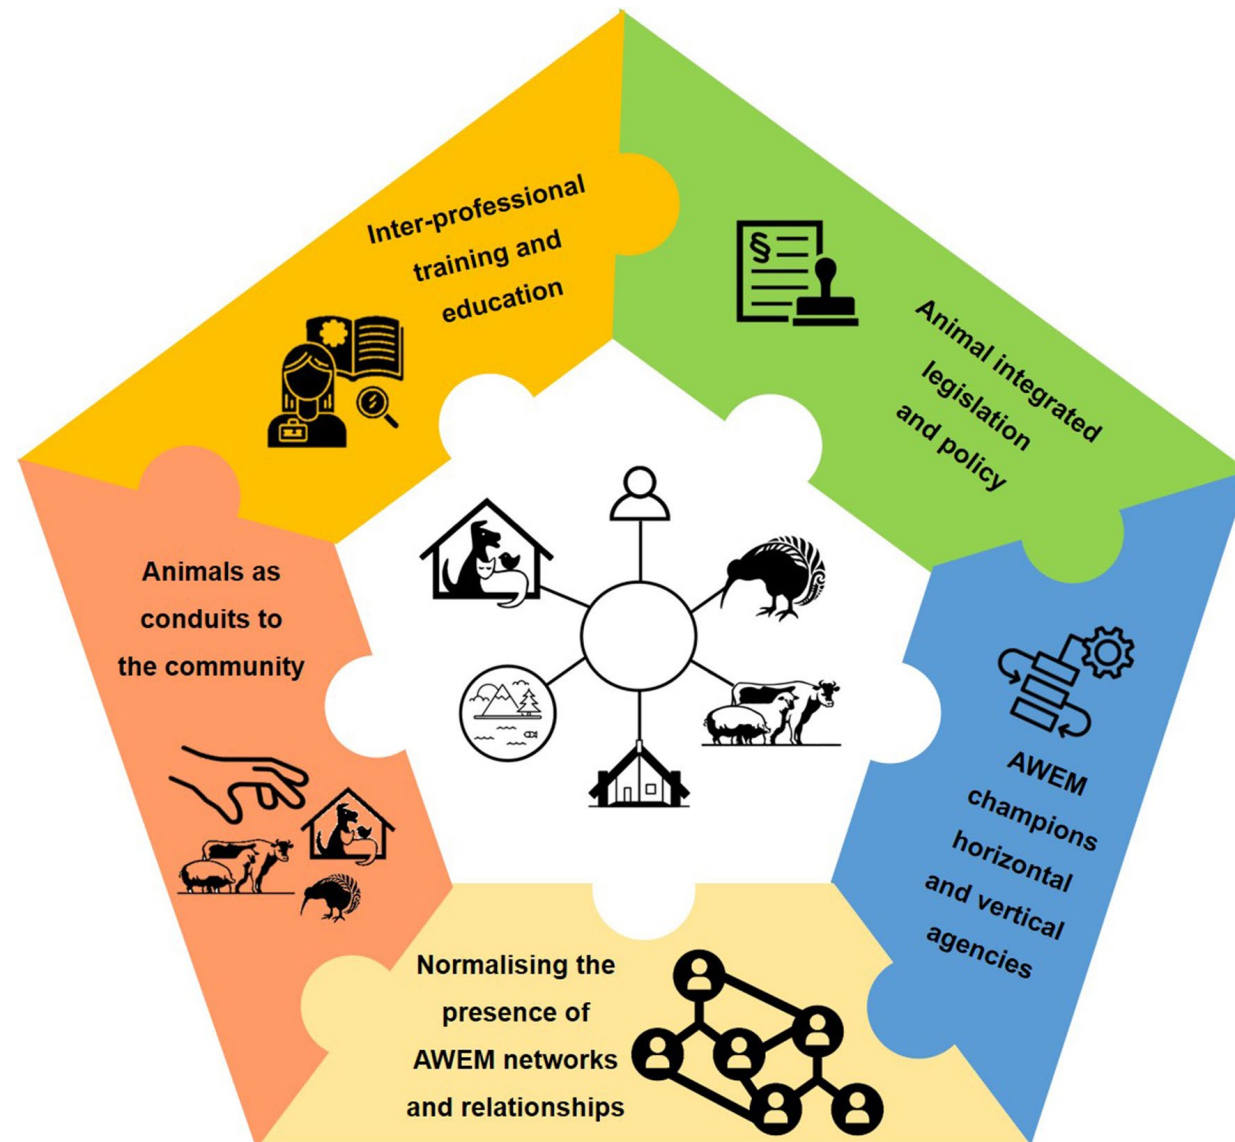 Inter-professional
training and
education
§
Animal integrated
legislation
and policy
Animals as
conduits to
the community
AWEM
champions
horizontal
and vertical
agencies
Normalising the
presence of
AWEM networks
and relationships